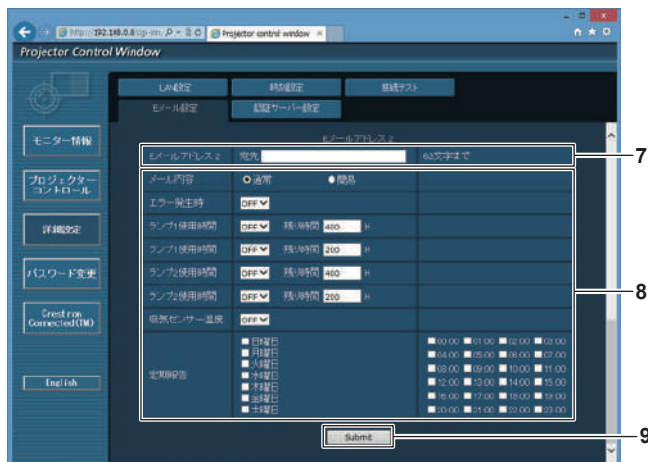 Projector control window
Projector Control Window
LAN設定 時刻設定 接続テスト
Eメール設定 認証サーバー設定
モニター情報
プロジェクター
コントロール
詳細設定
パスワード変更
Crestron
Connected(TM)
English
Eメールアドレス 2
Eメールアドレス 2 宛先 63文字まで
7
メール内容 通常 簡易
エラー発生時 OFF
ランプ1使用時間 OFF 残り時間 400 H
ランプ1使用時間 OFF 残り時間 200 H
ランプ2使用時間 OFF 残り時間 400 H
ランプ2使用時間 OFF 残り時間 200 H
8
吸気センサー温度 OFF
定期報告
日曜日
月曜日
火曜日
水曜日
木曜日
金曜日
土曜日
00:00 01:00 02:00 03:00
04:00 05:00 06:00 07:00
08:00 09:00 10:00 11:00
12:00 13:00 14:00 15:00
16:00 17:00 18:00 19:00
20:00 21:00 22:00 23:00
Submit
9